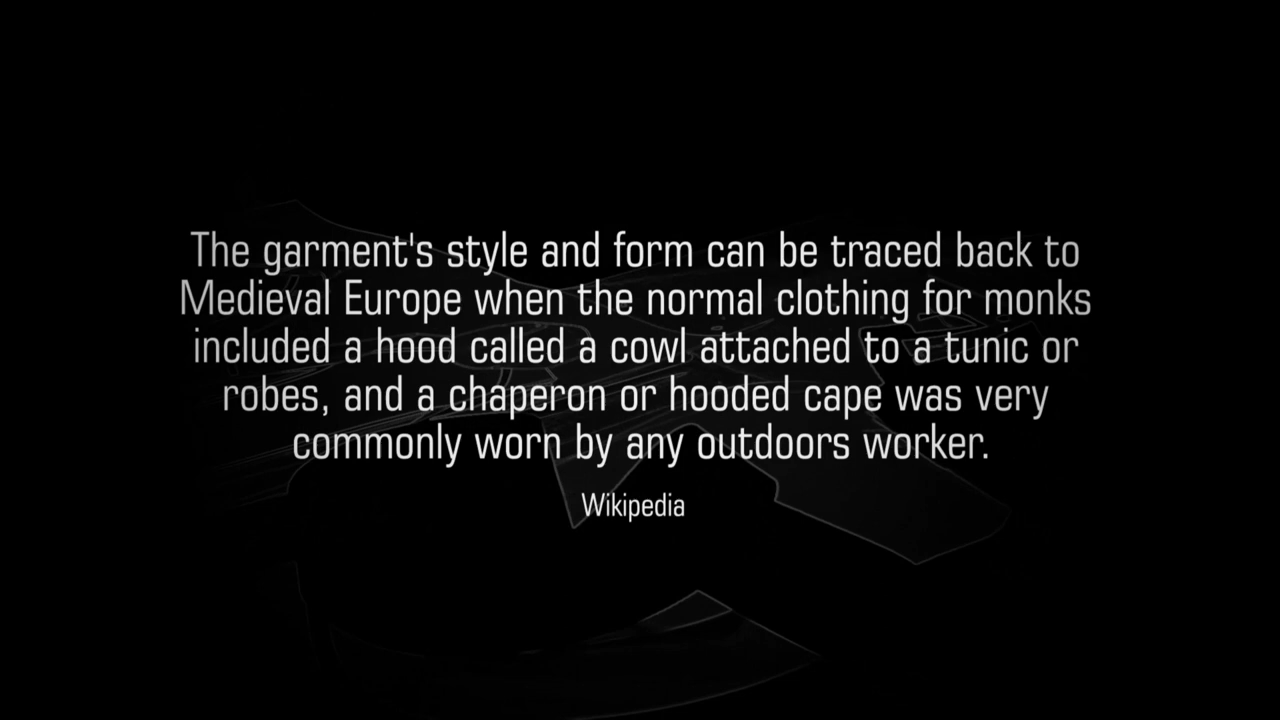 The garment's style and form can be traced back to
Medieval Europe when the normal clothing for monks
included a hood called a cowl attached to a tunic or
robes, and a chaperon or hooded cape was very
commonly worn by any outdoors worker.
Wikipedia